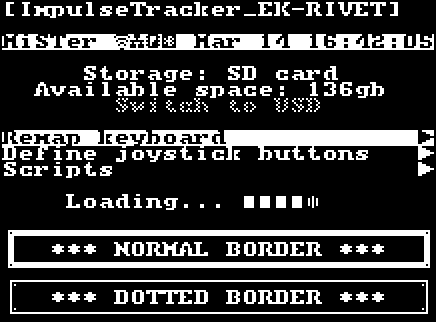 [ImpulseTracker_EK-RIVET]
MiSTer Mar 14 16:42:05
Storage: SD card
Available space: 136gb
Switch to USB
Remap keyboard
Define joystick buttons
Scripts
Loading...
*** NORMAL BORDER ***
*** DOTTED BORDER ***